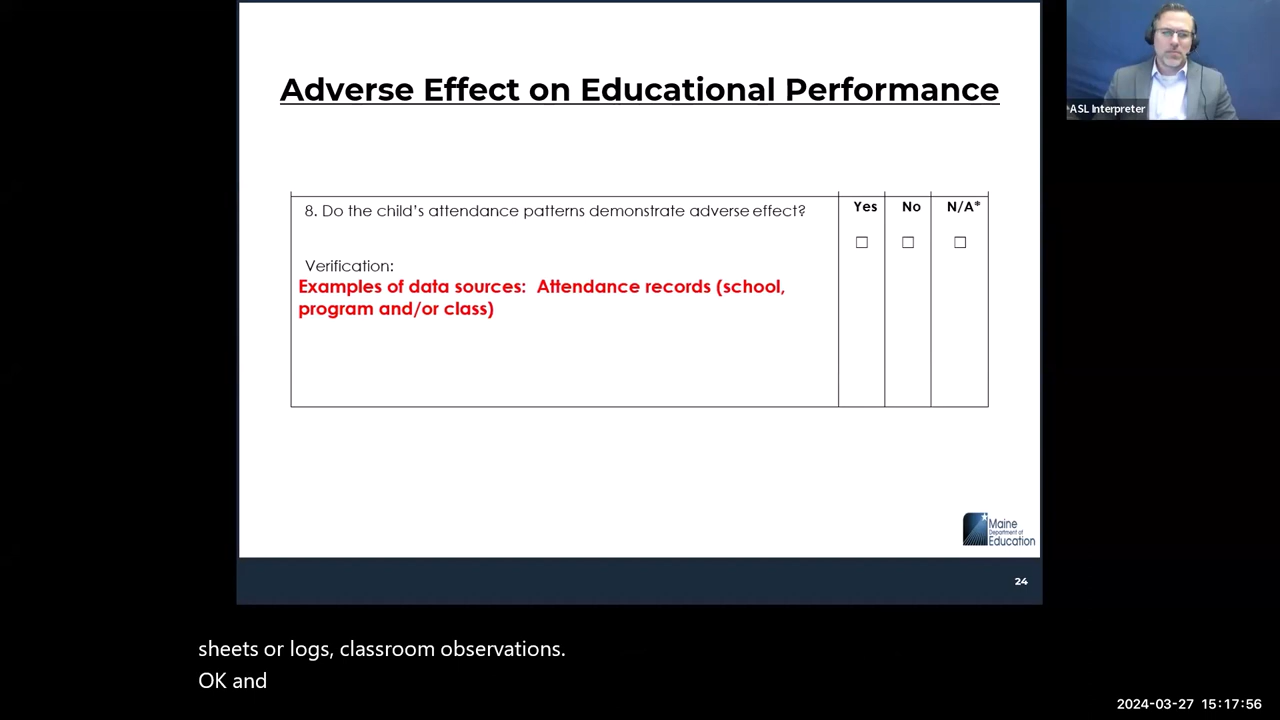 Adverse Effect on Educational Performance
ASL Interpreter
8. Do the child's attendance patterns demonstrate adverse effect?
Yes No N/A*
☐ ☐ ☐
Verification:
Examples of data sources: Attendance records (school,
program and/or class)
Maine
Department of
Education
24
sheets or logs, classroom observations.
OK and
2024-03-27 15:17:56